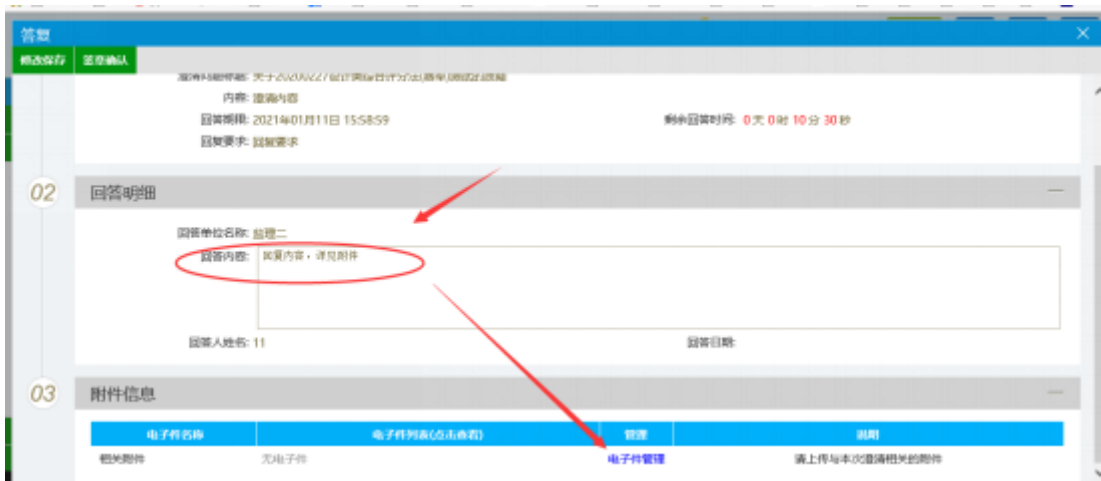 答复
修改保存 签章确认
内容: 澄清内容
回答期限: 2021年01月11日 15:58:59 剩余回答时间: 0 天 0 时 10 分 30 秒
回复要求: 回复要求
02 回答明细
回答单位名称: 监理二
回答内容: 回复内容，详见附件
回答人姓名: 11 回答日期:
03 附件信息
电子件名称 电子件列表(点击查看) 管理 说明
相关附件 无电子件 电子件管理 请上传与本次澄清相关的附件